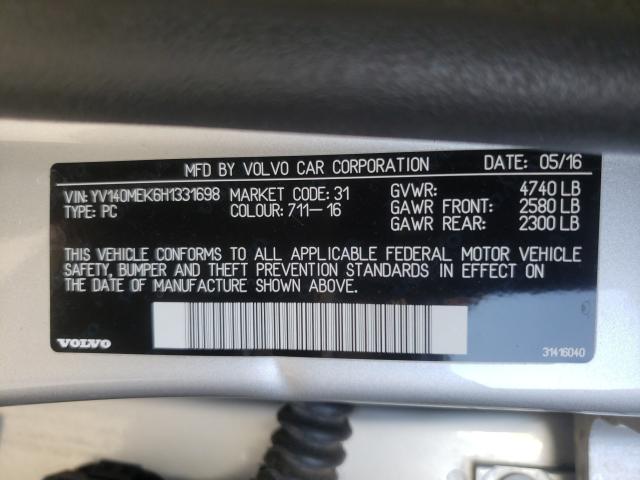 MFD BY VOLVO CAR CORPORATION DATE: 05/16
VIN: YV140MEK6H1331698 MARKET CODE: 31 GVWR: 4740 LB
TYPE: PC COLOUR: 711-16 GAWR FRONT: 2580 LB
GAWR REAR: 2300 LB
THIS VEHICLE CONFORMS TO ALL APPLICABLE FEDERAL MOTOR VEHICLE
SAFETY, BUMPER AND THEFT PREVENTION STANDARDS IN EFFECT ON
THE DATE OF MANUFACTURE SHOWN ABOVE.
VOLVO 31416040